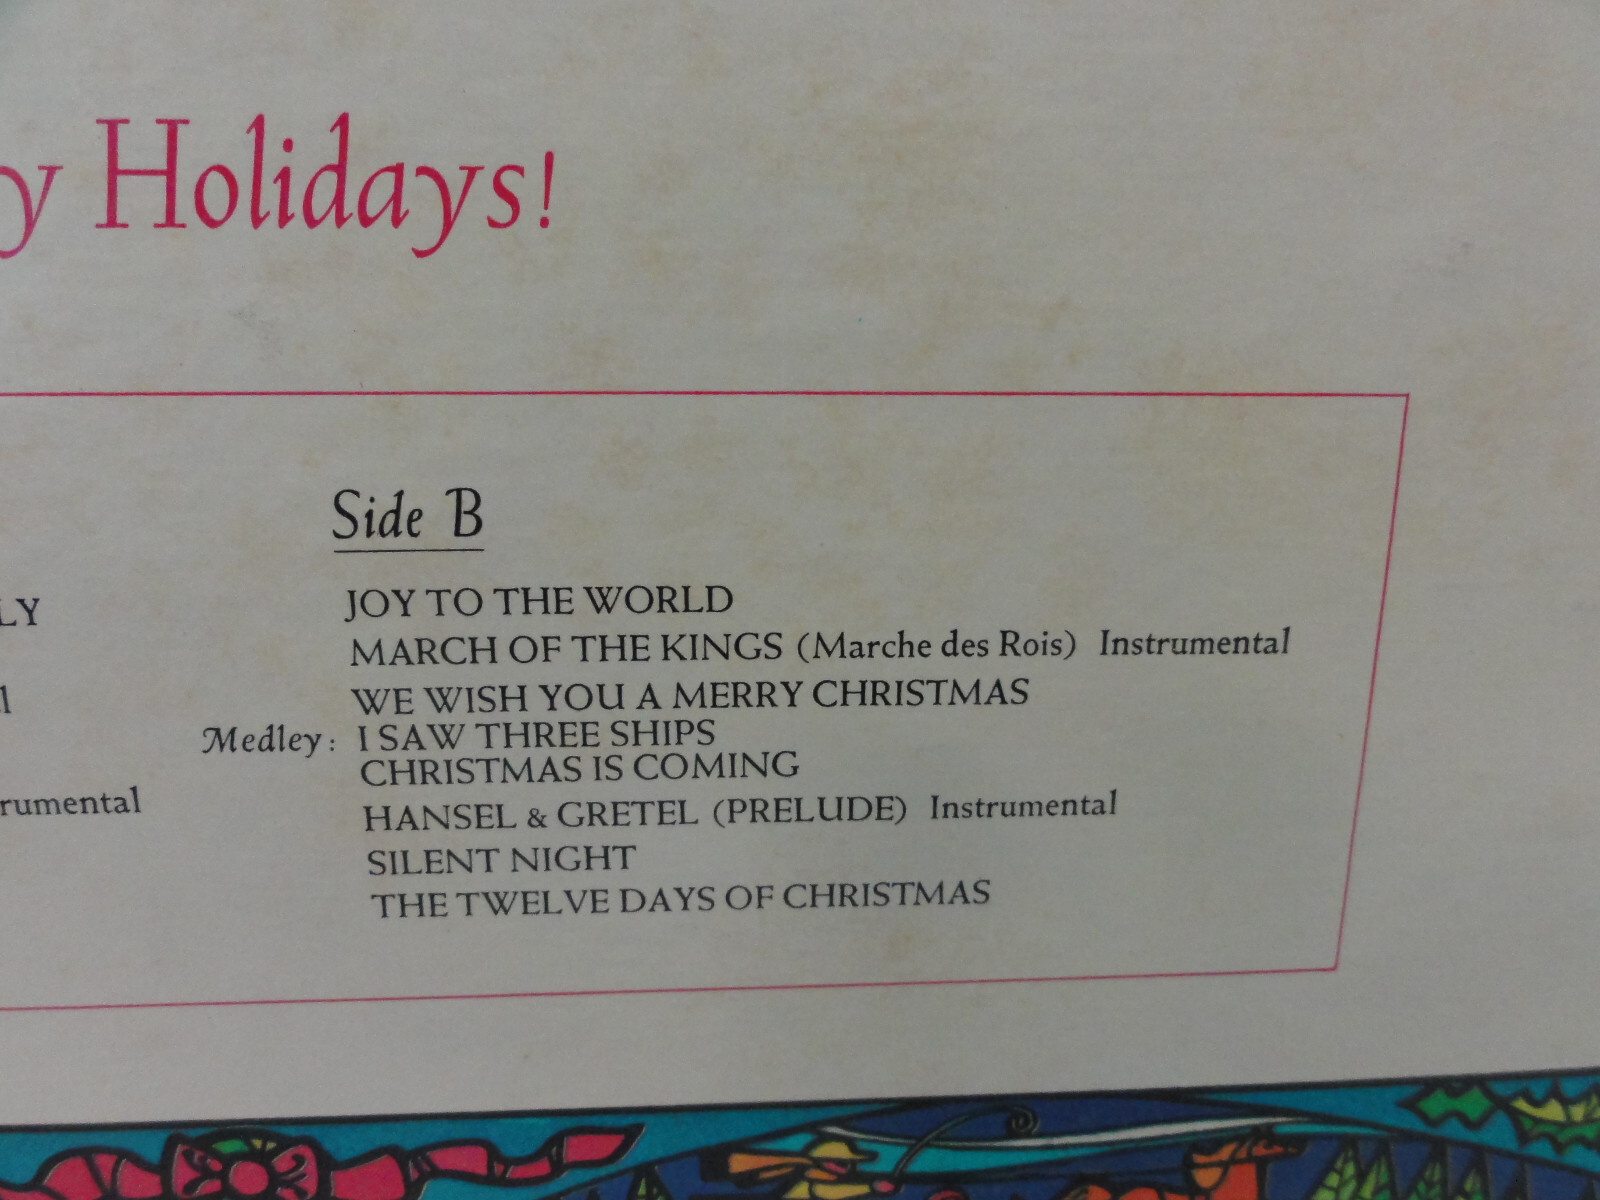 y Holidays!
Side B
LY
JOY TO THE WORLD
MARCH OF THE KINGS (Marche des Rois) Instrumental
l
WE WISH YOU A MERRY CHRISTMAS
Medley: I SAW THREE SHIPS
CHRISTMAS IS COMING
rumental
HANSEL & GRETEL (PRELUDE) Instrumental
SILENT NIGHT
THE TWELVE DAYS OF CHRISTMAS